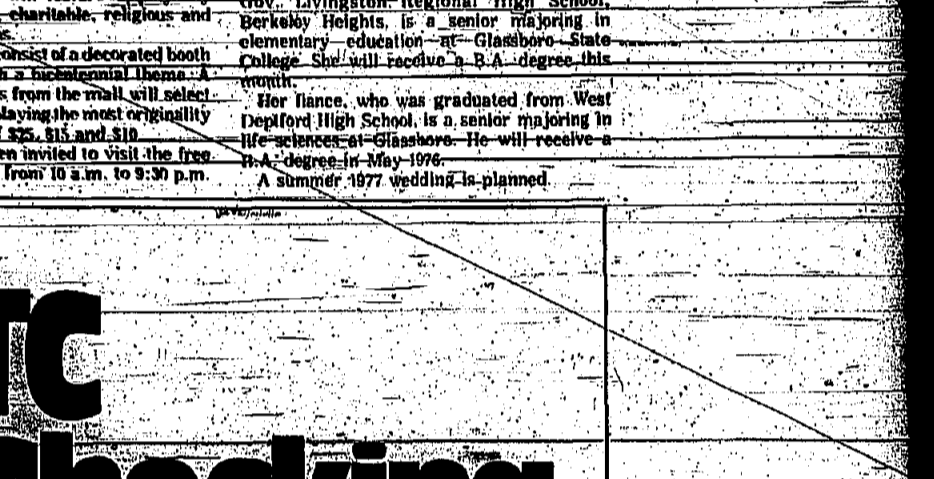 charitable, religious and
onsist of a decorated booth
h a bicentennial theme. A
s from the mall will select
laying the most originality
$25, $15 and $10
en invited to visit the free
from 10 a.m. to 9:30 p.m.
Gov. Livingston Regional High School,
Berkeley Heights, is a senior majoring in
elementary education at Glassboro State
College She will receive a B.A. degree this
month.
Her fiance, who was graduated from West
Deptford High School, is a senior majoring in
life sciences at Glassboro. He will receive a
B.A. degree in May 1976.
A summer 1977 wedding is planned